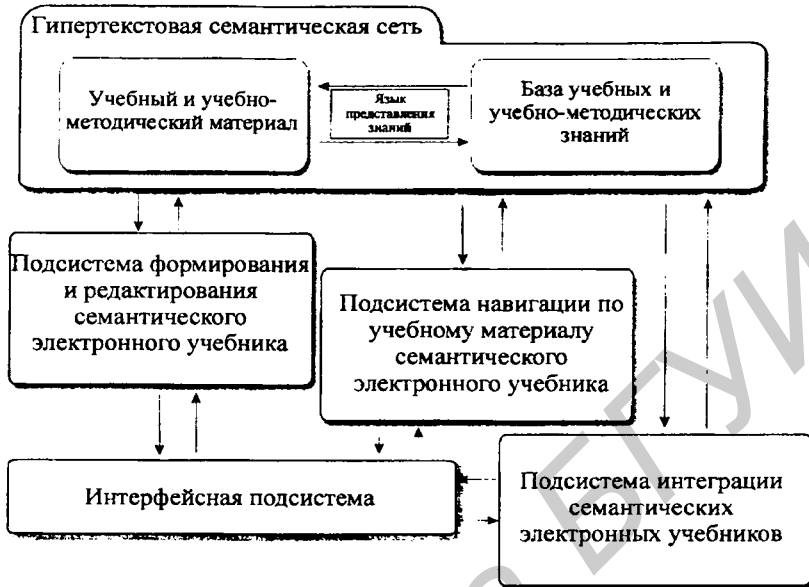 Гипертекстовая семантическая сеть
Учебный и учебно-
методический материал
Язык
представления
знаний
База учебных и
учебно-методических
знаний
Подсистема формирования
и редактирования
семантического
электронного учебника
Подсистема навигации по
учебному материалу
семантического
электронного учебника
Интерфейсная подсистема
Подсистема интеграции
семантических
электронных учебников
БГУИ